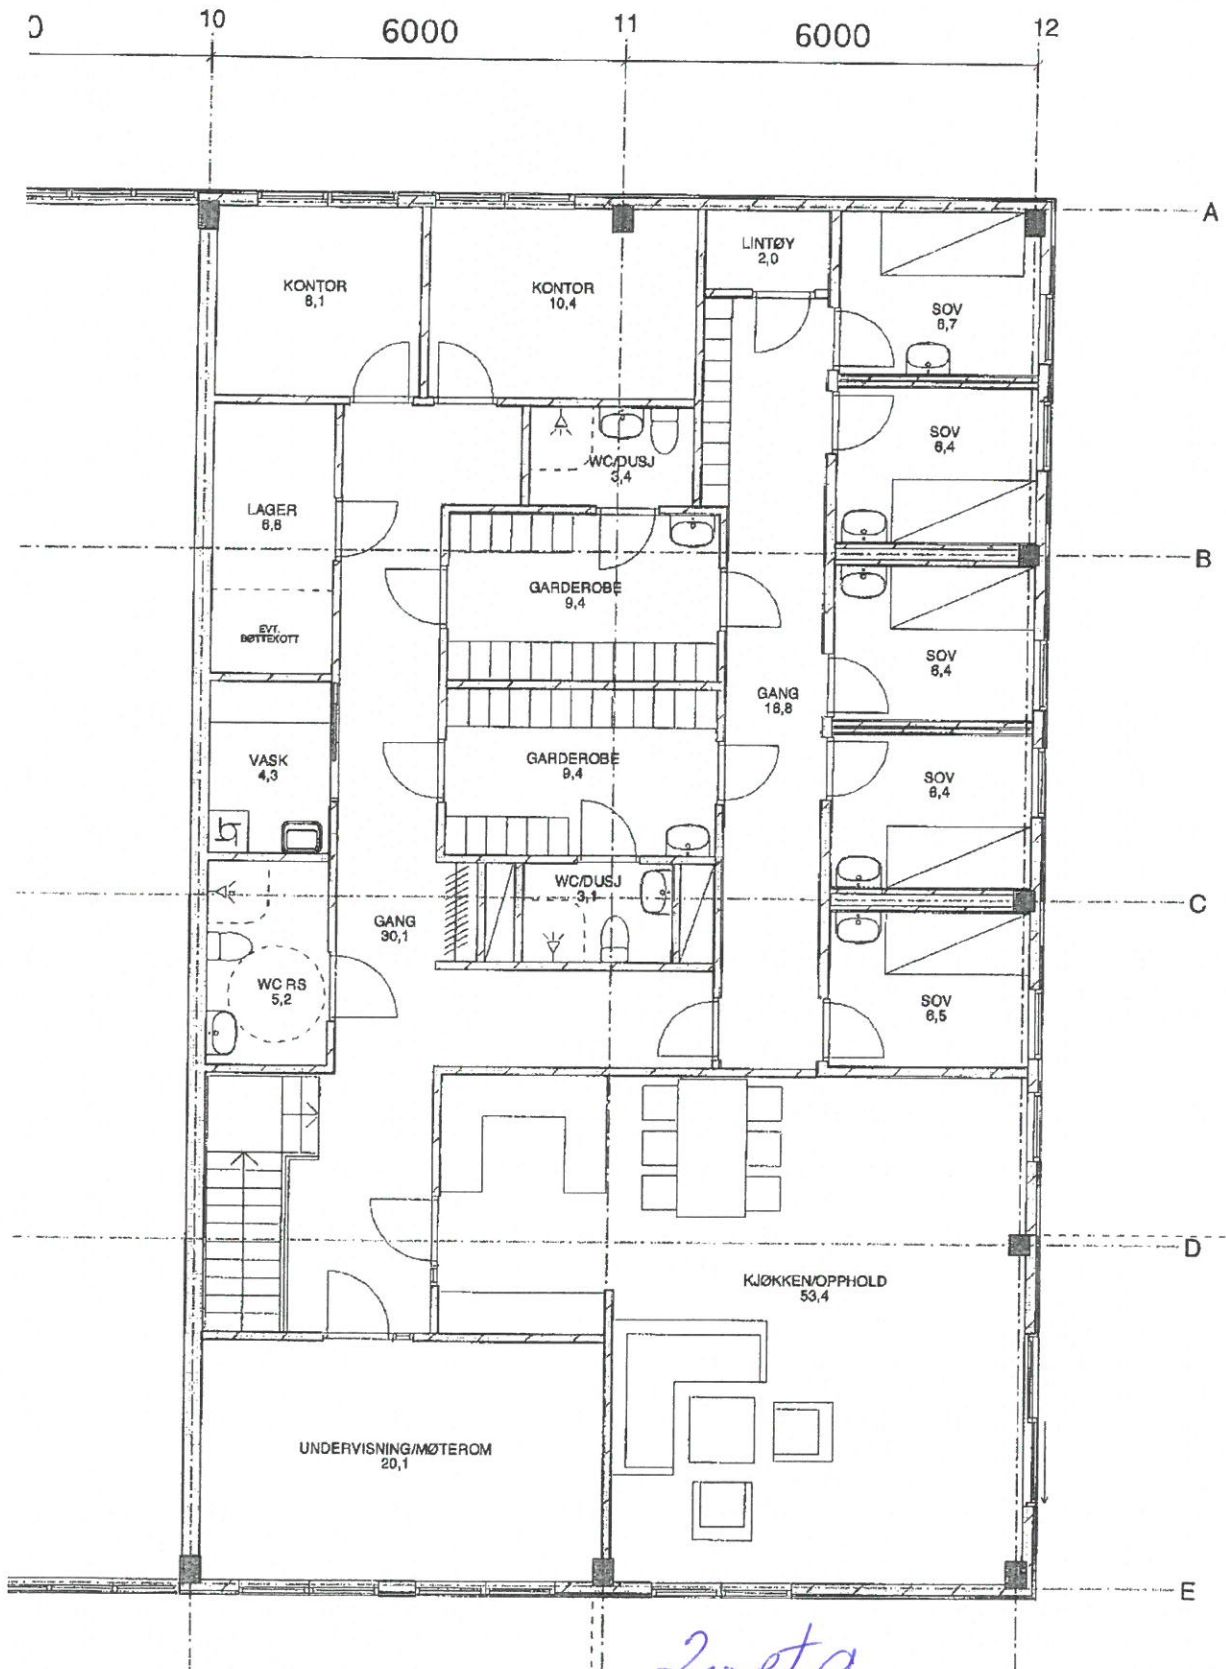 10
11
12
6000
6000
A
KONTOR
8,1
KONTOR
10,4
LINTØY
2,0
SOV
8,7
SOV
6,4
WC/DUSJ
3,4
LAGER
6,8
B
GARDEROBE
9,4
EVT.
BØTTEKOTT
SOV
6,4
GANG
16,8
VASK
4,3
GARDEROBE
9,4
SOV
6,4
WC/DUSJ
3,1
C
GANG
30,1
WC RS
5,2
SOV
6,5
D
KJØKKEN/OPPHOLD
53,4
UNDERVISNING/MØTEROM
20,1
E